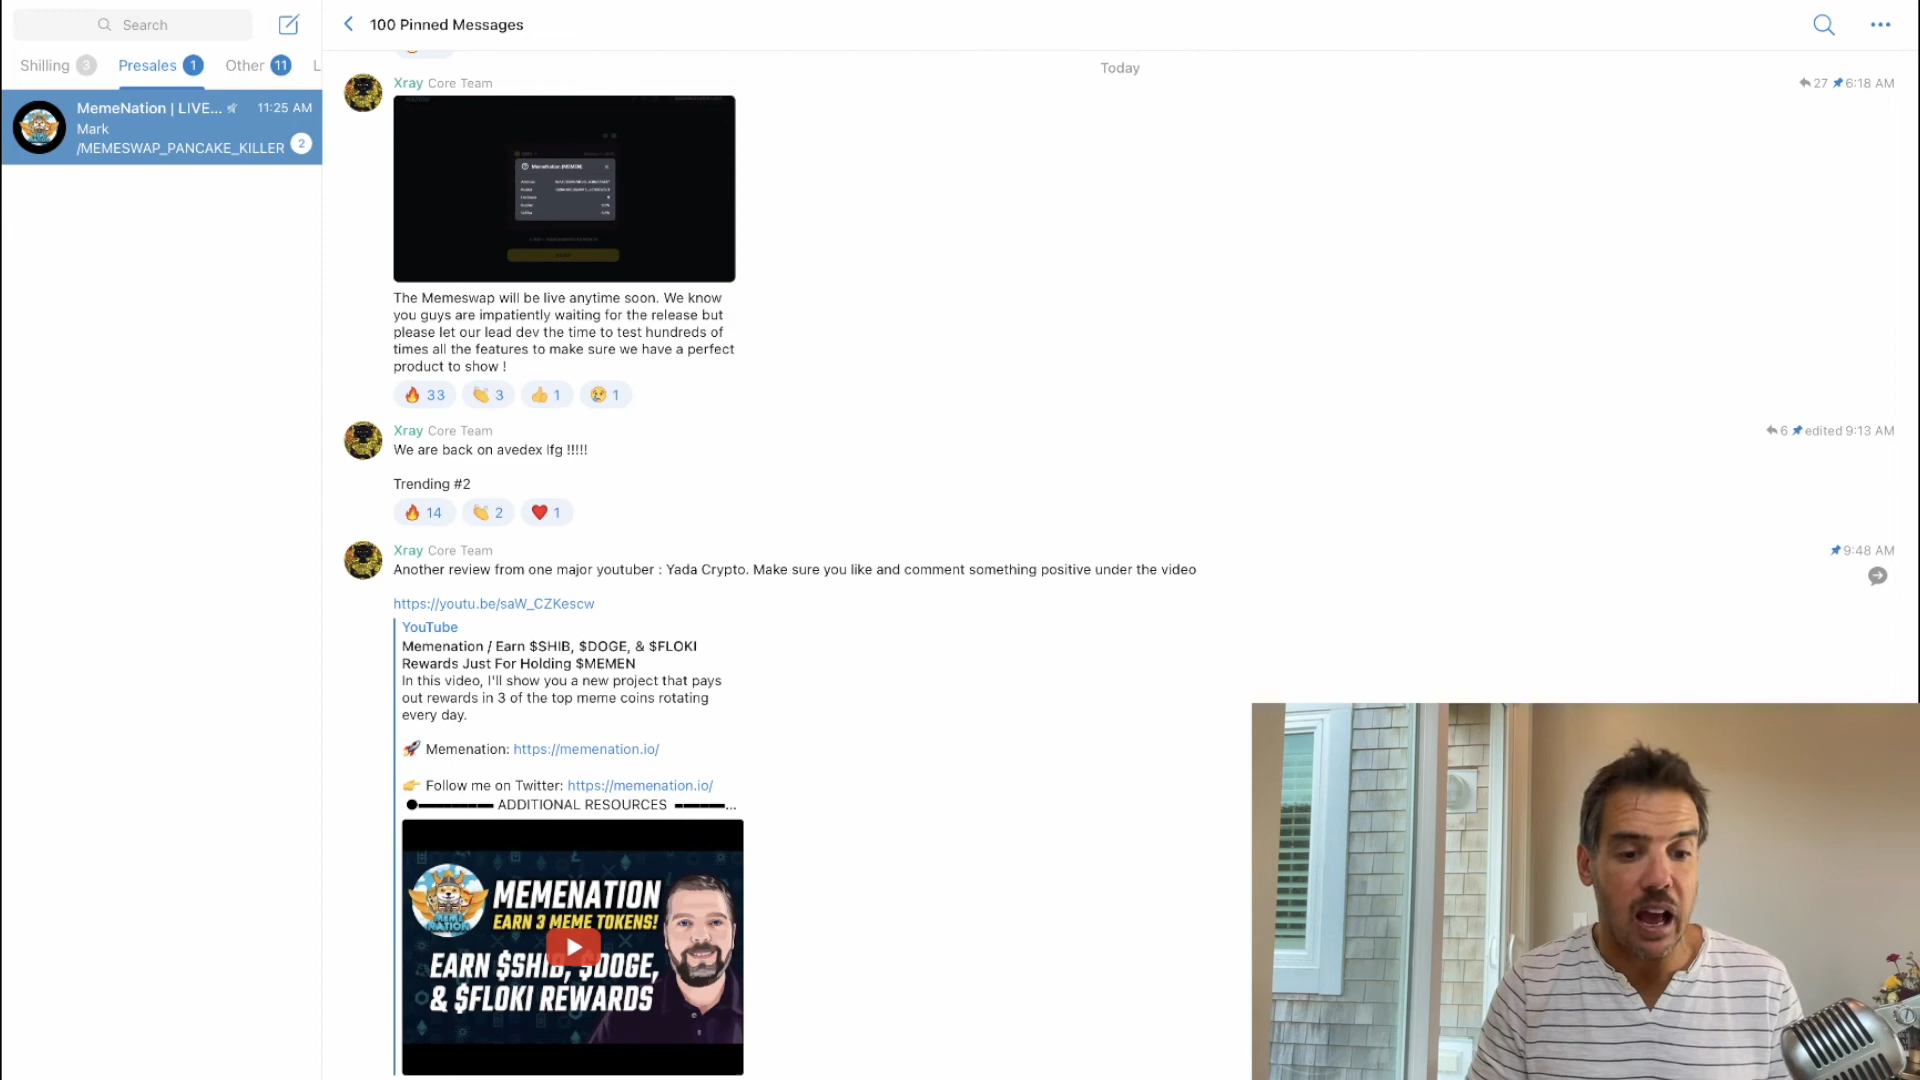 Search
100 Pinned Messages
Shilling 3 Presales 1 Other 11 L
MemeNation | LIVE... 11:25 AM
Mark
/MEMESWAP_PANCAKE_KILLER 2
Today
Xray Core Team
27 6:18 AM
MemeNation (MEMEN)
The Memeswap will be live anytime soon. We know
you guys are impatiently waiting for the release but
please let our lead dev the time to test hundreds of
times all the features to make sure we have a perfect
product to show !
🔥 33 👏 3 👍 1 😢 1
Xray Core Team
6 edited 9:13 AM
We are back on avedex lfg !!!!!
Trending #2
🔥 14 👏 2 ❤️ 1
Xray Core Team
9:48 AM
Another review from one major youtuber : Yada Crypto. Make sure you like and comment something positive under the video
https://youtu.be/saW_CZKescw
YouTube
Memenation / Earn $SHIB, $DOGE, & $FLOKI
Rewards Just For Holding $MEMEN
In this video, I'll show you a new project that pays
out rewards in 3 of the top meme coins rotating
every day.
🚀 Memenation: https://memenation.io/
👉 Follow me on Twitter: https://memenation.io/
●▬▬▬▬▬▬ ADDITIONAL RESOURCES ▬▬▬▬...
MEME NATION
MEMENATION
EARN 3 MEME TOKENS!
EARN $SHIB, $DOGE,
& $FLOKI REWARDS